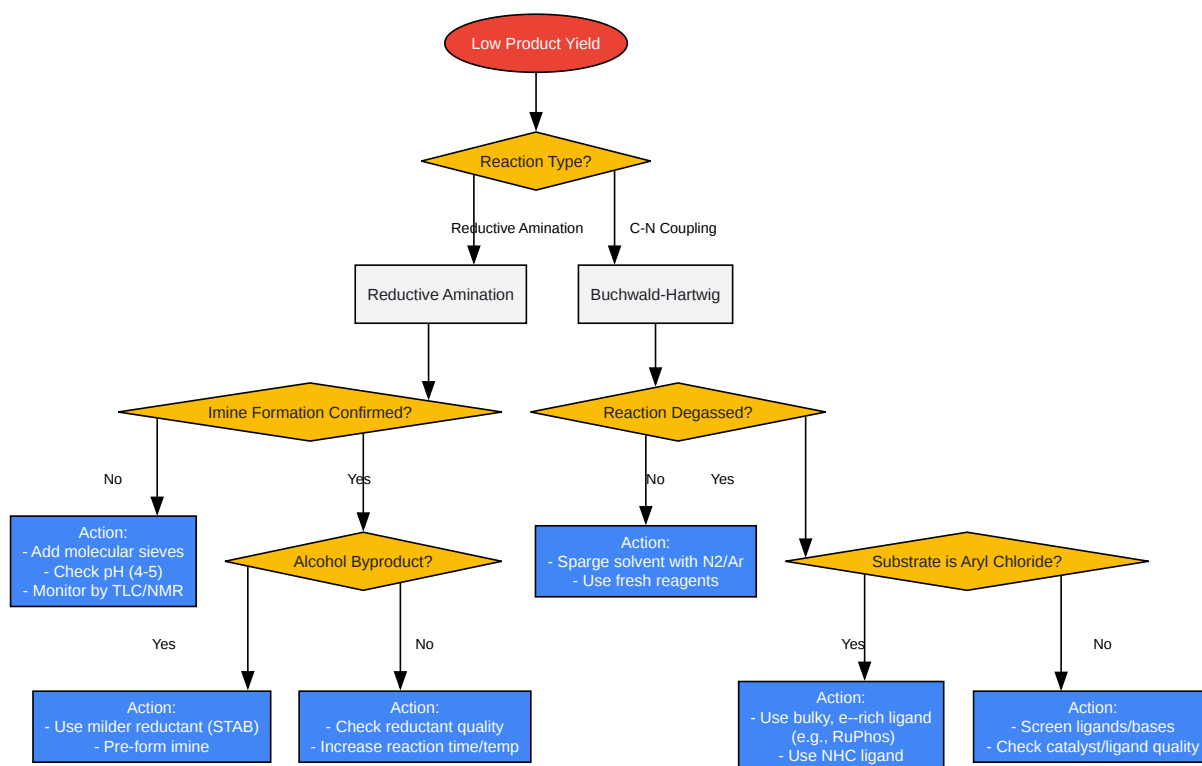 Low Product Yield
Reaction Type?
Reductive Amination
C-N Coupling
Reductive Amination
Buchwald-Hartwig
Imine Formation Confirmed?
Reaction Degassed?
No
Yes
No
Yes
Action:
- Add molecular sieves
- Check pH (4-5)
- Monitor by TLC/NMR
Alcohol Byproduct?
Action:
- Sparge solvent with N2/Ar
- Use fresh reagents
Substrate is Aryl Chloride?
Yes
No
Yes
No
Action:
- Use milder reductant (STAB)
- Pre-form imine
Action:
- Check reductant quality
- Increase reaction time/temp
Action:
- Use bulky, e--rich ligand
(e.g., RuPhos)
- Use NHC ligand
Action:
- Screen ligands/bases
- Check catalyst/ligand quality